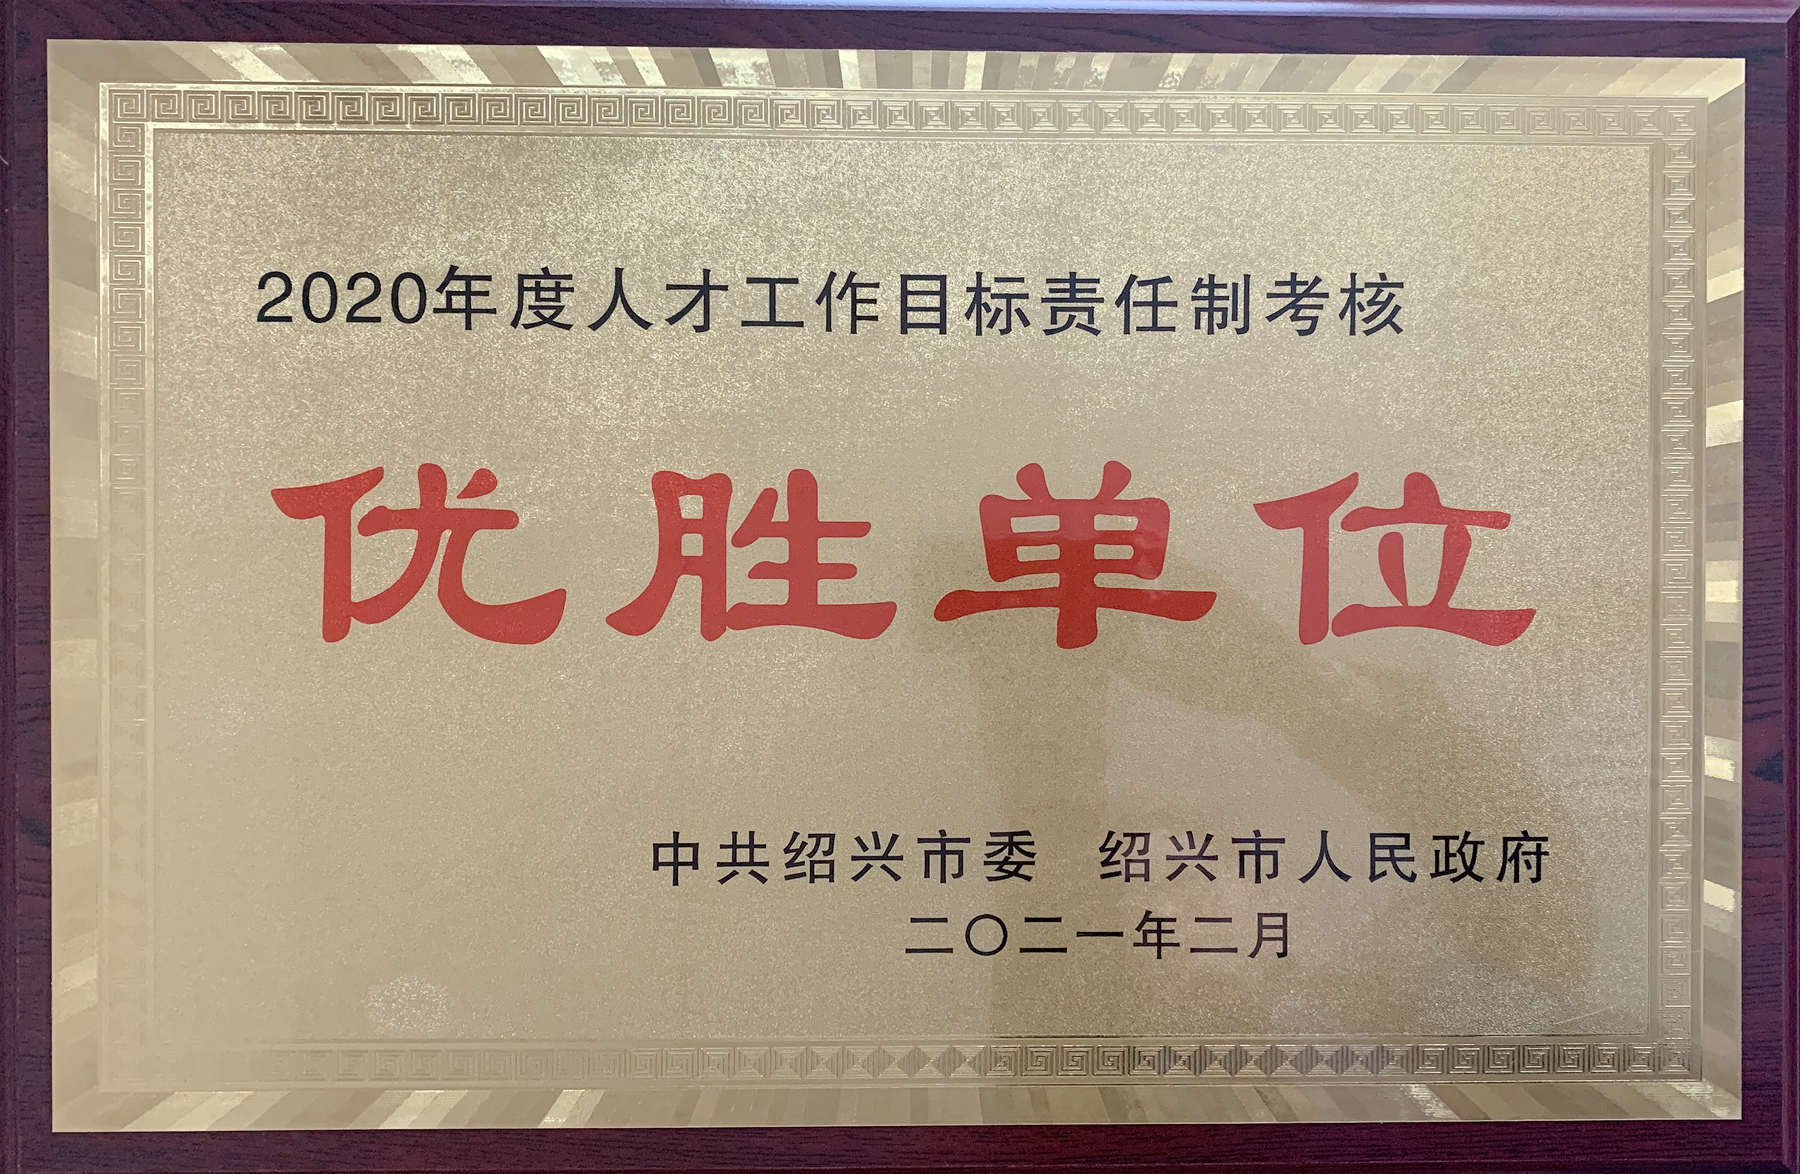 2020年度人才工作目标责任制考核
优胜单位
中共绍兴市委 绍兴市人民政府
二〇二一年二月